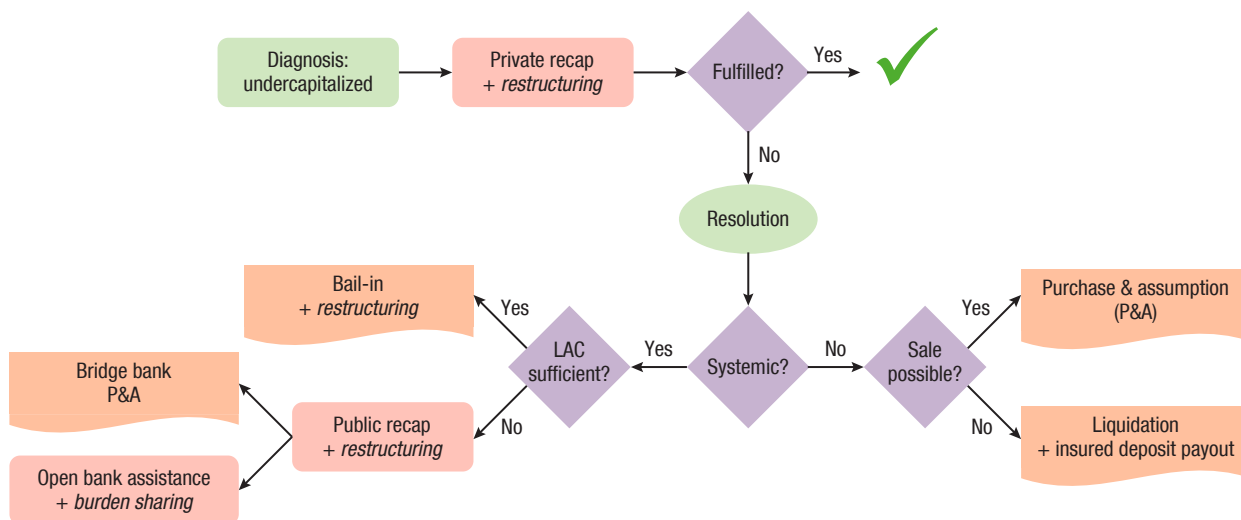 Diagnosis:
undercapitalized
Private recap
+ restructuring
Fulfilled?
Yes
No
Resolution
Bail-in
+ restructuring
Yes
LAC
sufficient?
Yes
Systemic?
No
Sale
possible?
Yes
Purchase & assumption
(P&A)
Bridge bank
P&A
No
Public recap
+ restructuring
No
Liquidation
+ insured deposit payout
Open bank assistance
+ burden sharing